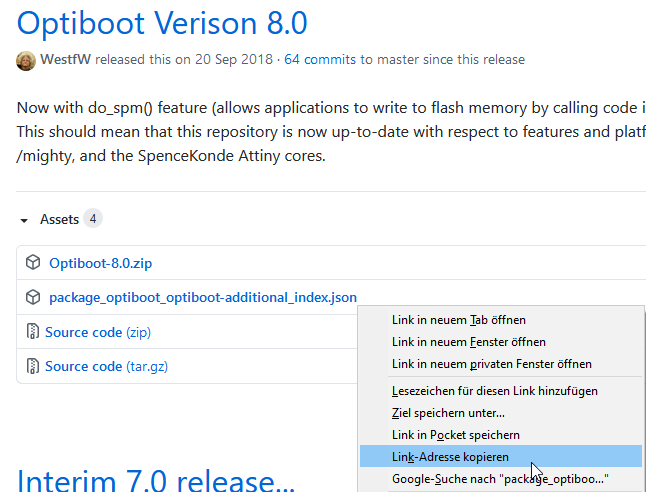 Optiboot Verison 8.0
WestfW released this on 20 Sep 2018 · 64 commits to master since this release
Now with do_spm() feature (allows applications to write to flash memory by calling code i
This should mean that this repository is now up-to-date with respect to features and platf
/mighty, and the SpenceKonde Attiny cores.
Assets 4
Optiboot-8.0.zip
package_optiboot_optiboot-additional_index.json
Source code (zip)
Source code (tar.gz)
Link in neuem Tab öffnen
Link in neuem Fenster öffnen
Link in neuem privaten Fenster öffnen
Lesezeichen für diesen Link hinzufügen
Ziel speichern unter...
Link in Pocket speichern
Link-Adresse kopieren
Google-Suche nach "package_optiboo..."
Interim 7.0 release...